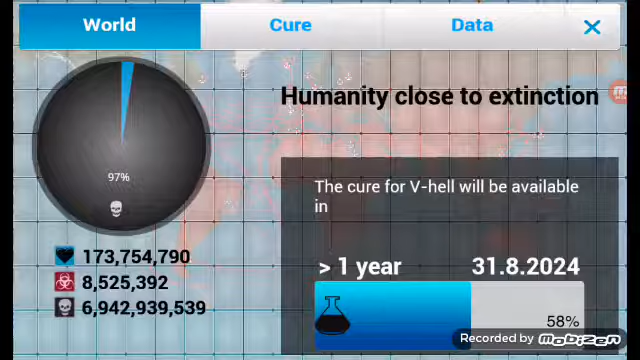 World
Cure
Data
97%
Humanity close to extinction
173,754,790
8,525,392
6,942,939,539
The cure for V-hell will be available
in
> 1 year
31.8.2024
58%
Recorded by Mobizen